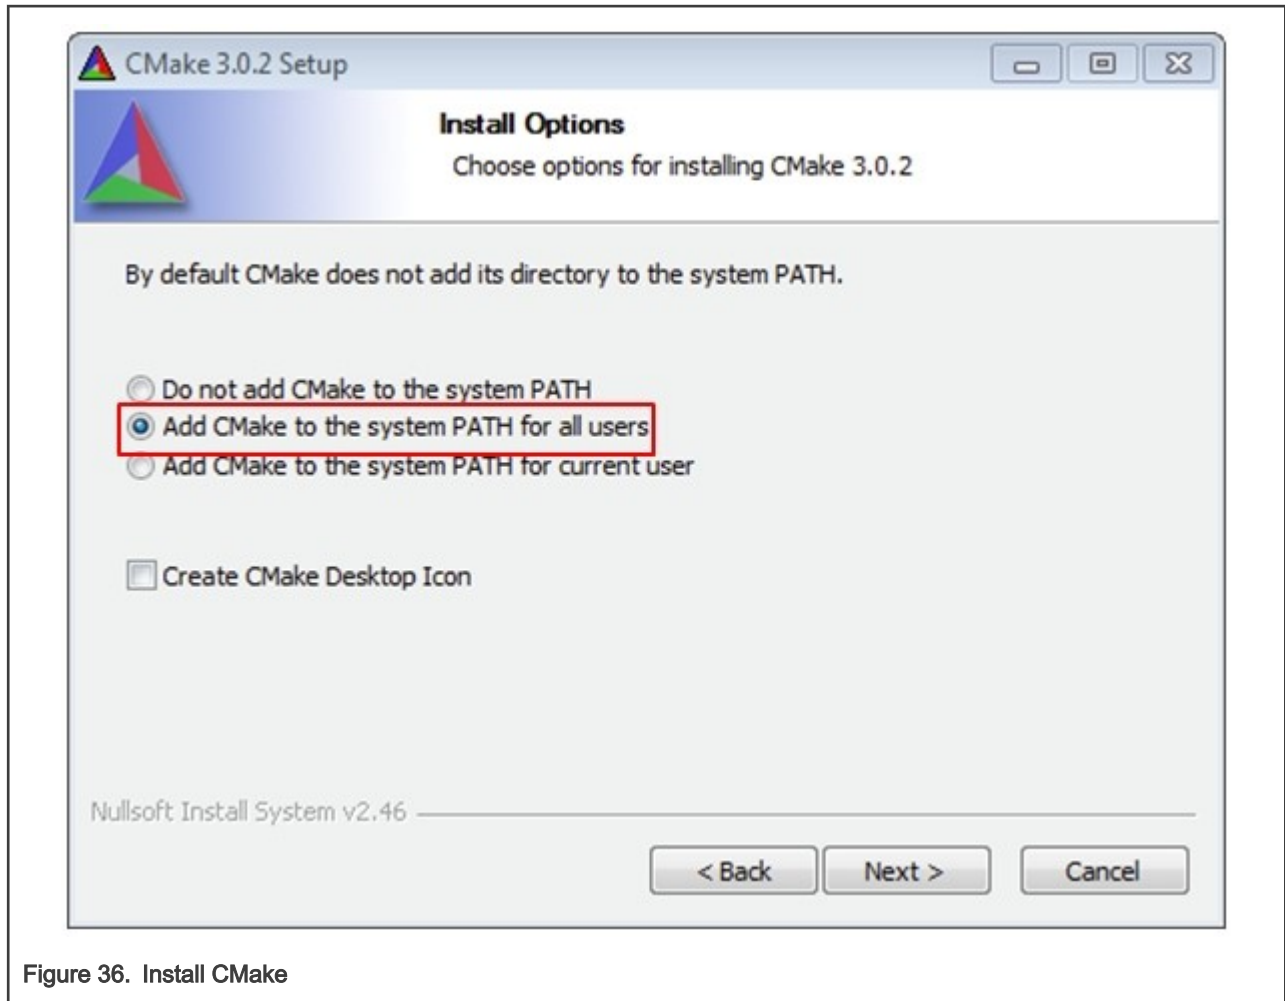 CMake 3.0.2 Setup
Install Options
Choose options for installing CMake 3.0.2
By default CMake does not add its directory to the system PATH.
Do not add CMake to the system PATH
Add CMake to the system PATH for all users
Add CMake to the system PATH for current user
Create CMake Desktop Icon
Nullsoft Install System v2.46
< Back
Next >
Cancel
Figure 36. Install CMake